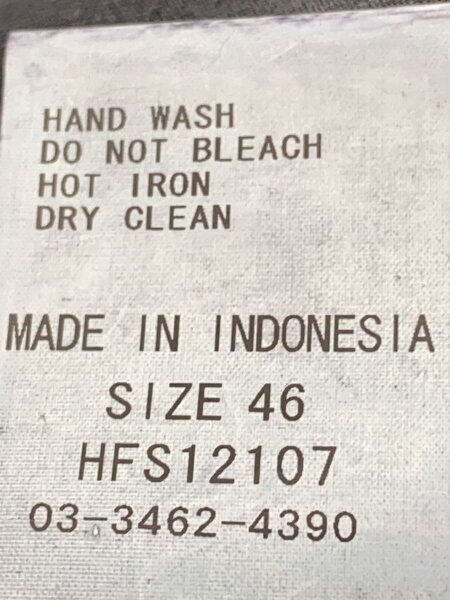 HAND WASH
DO NOT BLEACH
HOT IRON
DRY CLEAN
MADE IN INDONESIA
SIZE 46
HFS12107
03-3462-4390